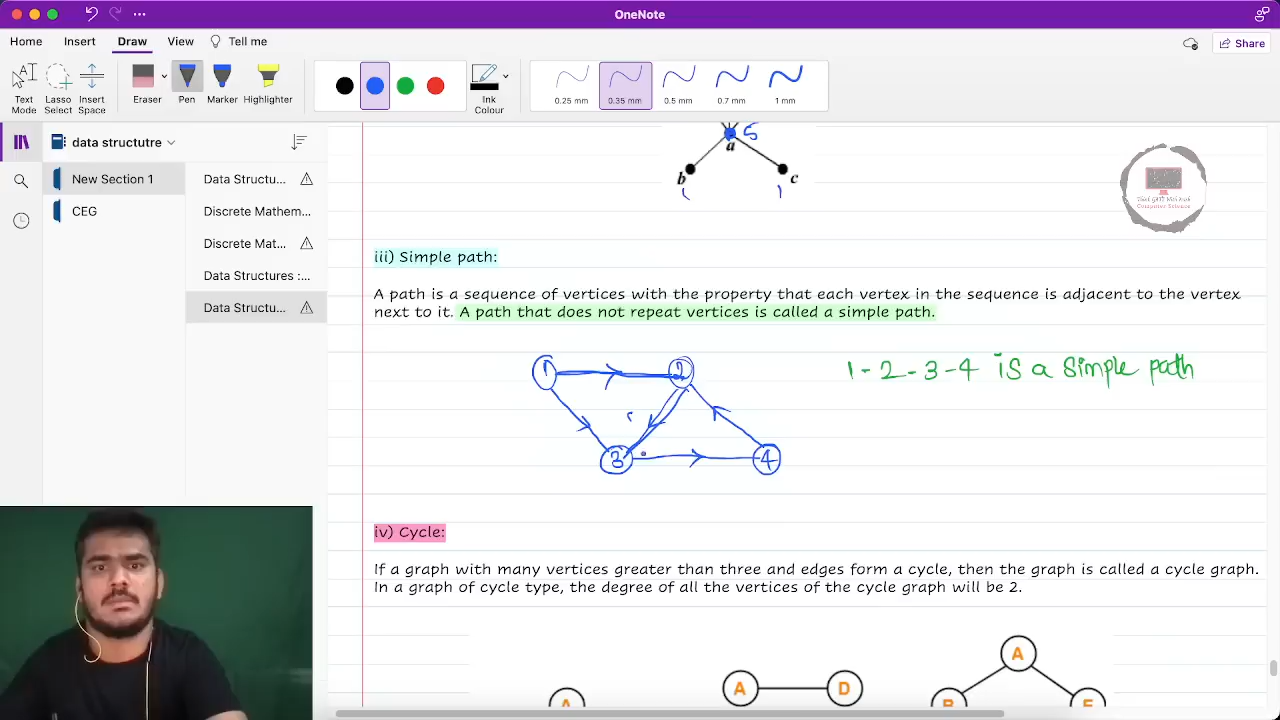 OneNote
Home Insert Draw View Tell me
Share
Text Mode
Lasso Select
Insert Space
Eraser
Pen
Marker
Highlighter
Ink Colour
0.25 mm
0.35 mm
0.5 mm
0.7 mm
1 mm
data structutre
New Section 1
CEG
Data Structu...
Discrete Mathem...
Discrete Mat...
Data Structures :...
Data Structu...
5
a
b
c
1
Computer Science
iii) Simple path:
A path is a sequence of vertices with the property that each vertex in the sequence is adjacent to the vertex
next to it. A path that does not repeat vertices is called a simple path.
1 2
3 4
1-2-3-4 is a simple path
iv) Cycle:
If a graph with many vertices greater than three and edges form a cycle, then the graph is called a cycle graph.
In a graph of cycle type, the degree of all the vertices of the cycle graph will be 2.
A
A D
A
B E